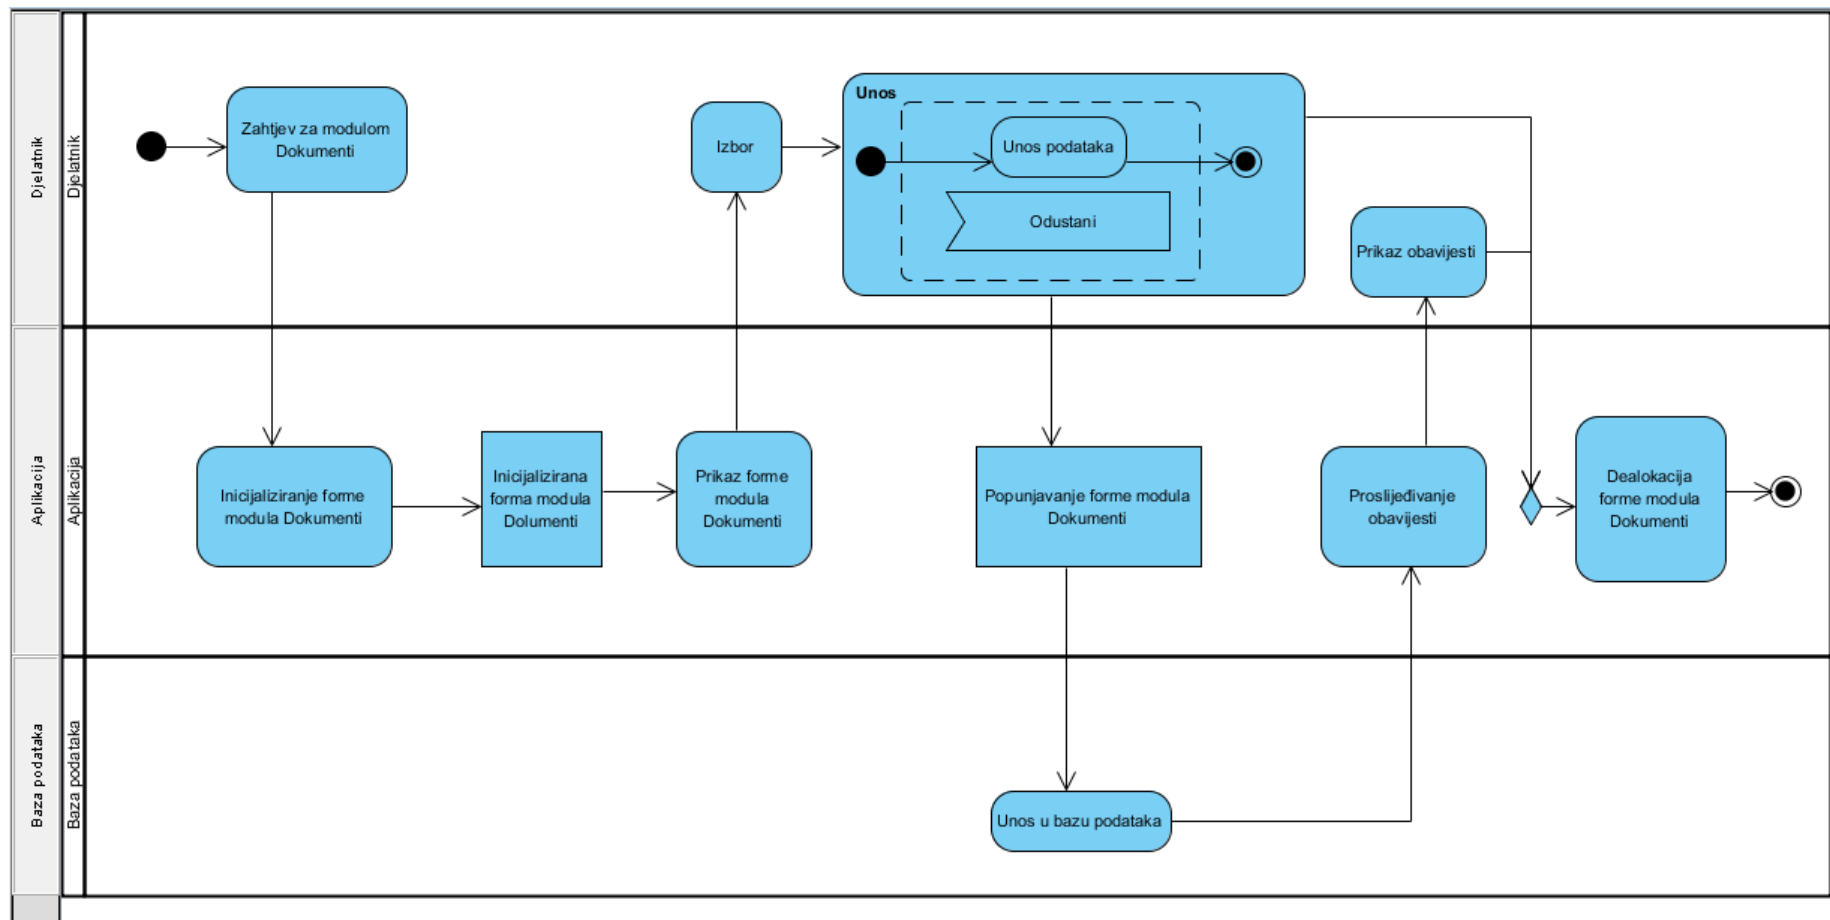 Djelatnik
Djelatnik
Zahtjev za modulom
Dokumenti
Izbor
Unos
Unos podataka
Odustani
Prikaz obavijesti
Aplikacija
Aplikacija
Inicijaliziranje forme
modula Dokumenti
Inicijalizirana
forma modula
Dolumenti
Prikaz forme
modula
Dokumenti
Popunjavanje forme modula
Dokumenti
Proslijeđivanje
obavijesti
Dealokacija
forme modula
Dokumenti
Baza podataka
Baza podataka
Unos u bazu podataka